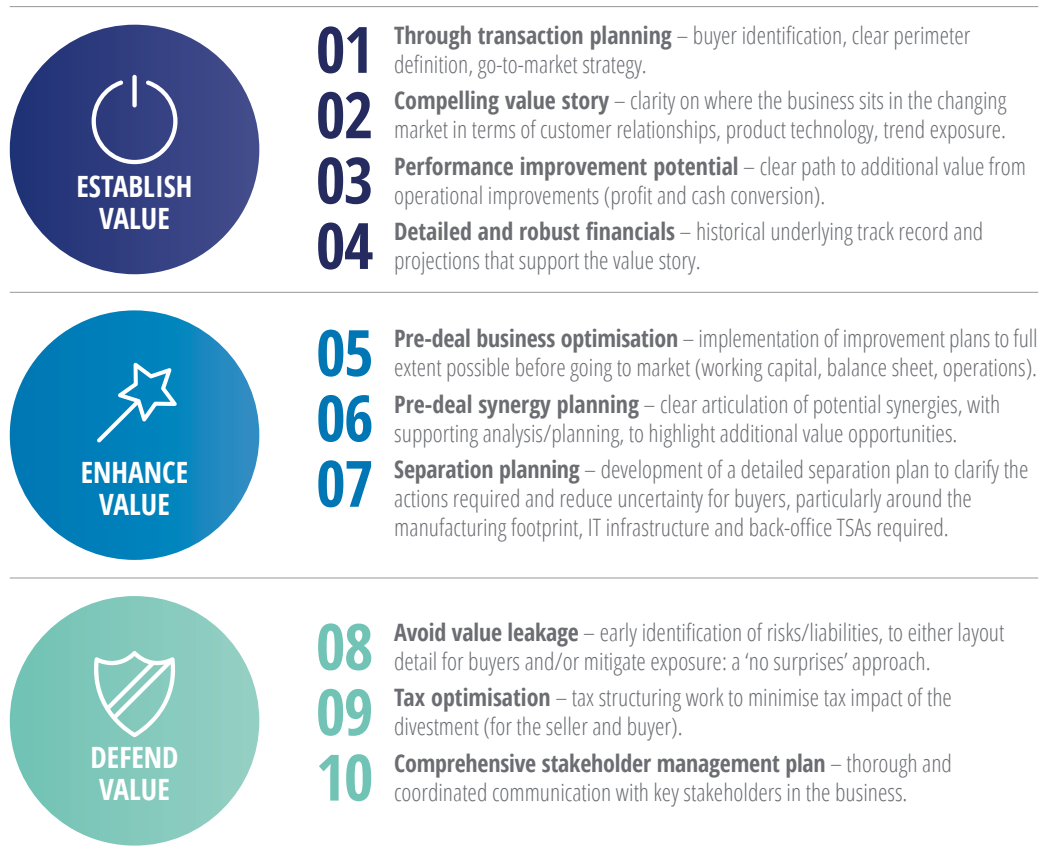 ESTABLISH
VALUE
01
Through transaction planning – buyer identification, clear perimeter
definition, go-to-market strategy.
02
Compelling value story – clarity on where the business sits in the changing
market in terms of customer relationships, product technology, trend exposure.
03
Performance improvement potential – clear path to additional value from
operational improvements (profit and cash conversion).
04
Detailed and robust financials – historical underlying track record and
projections that support the value story.
ENHANCE
VALUE
05
Pre-deal business optimisation – implementation of improvement plans to full
extent possible before going to market (working capital, balance sheet, operations).
06
Pre-deal synergy planning – clear articulation of potential synergies, with
supporting analysis/planning, to highlight additional value opportunities.
07
Separation planning – development of a detailed separation plan to clarify the
actions required and reduce uncertainty for buyers, particularly around the
manufacturing footprint, IT infrastructure and back-office TSAs required.
DEFEND
VALUE
08
Avoid value leakage – early identification of risks/liabilities, to either layout
detail for buyers and/or mitigate exposure: a ‘no surprises’ approach.
09
Tax optimisation – tax structuring work to minimise tax impact of the
divestment (for the seller and buyer).
10
Comprehensive stakeholder management plan – thorough and
coordinated communication with key stakeholders in the business.